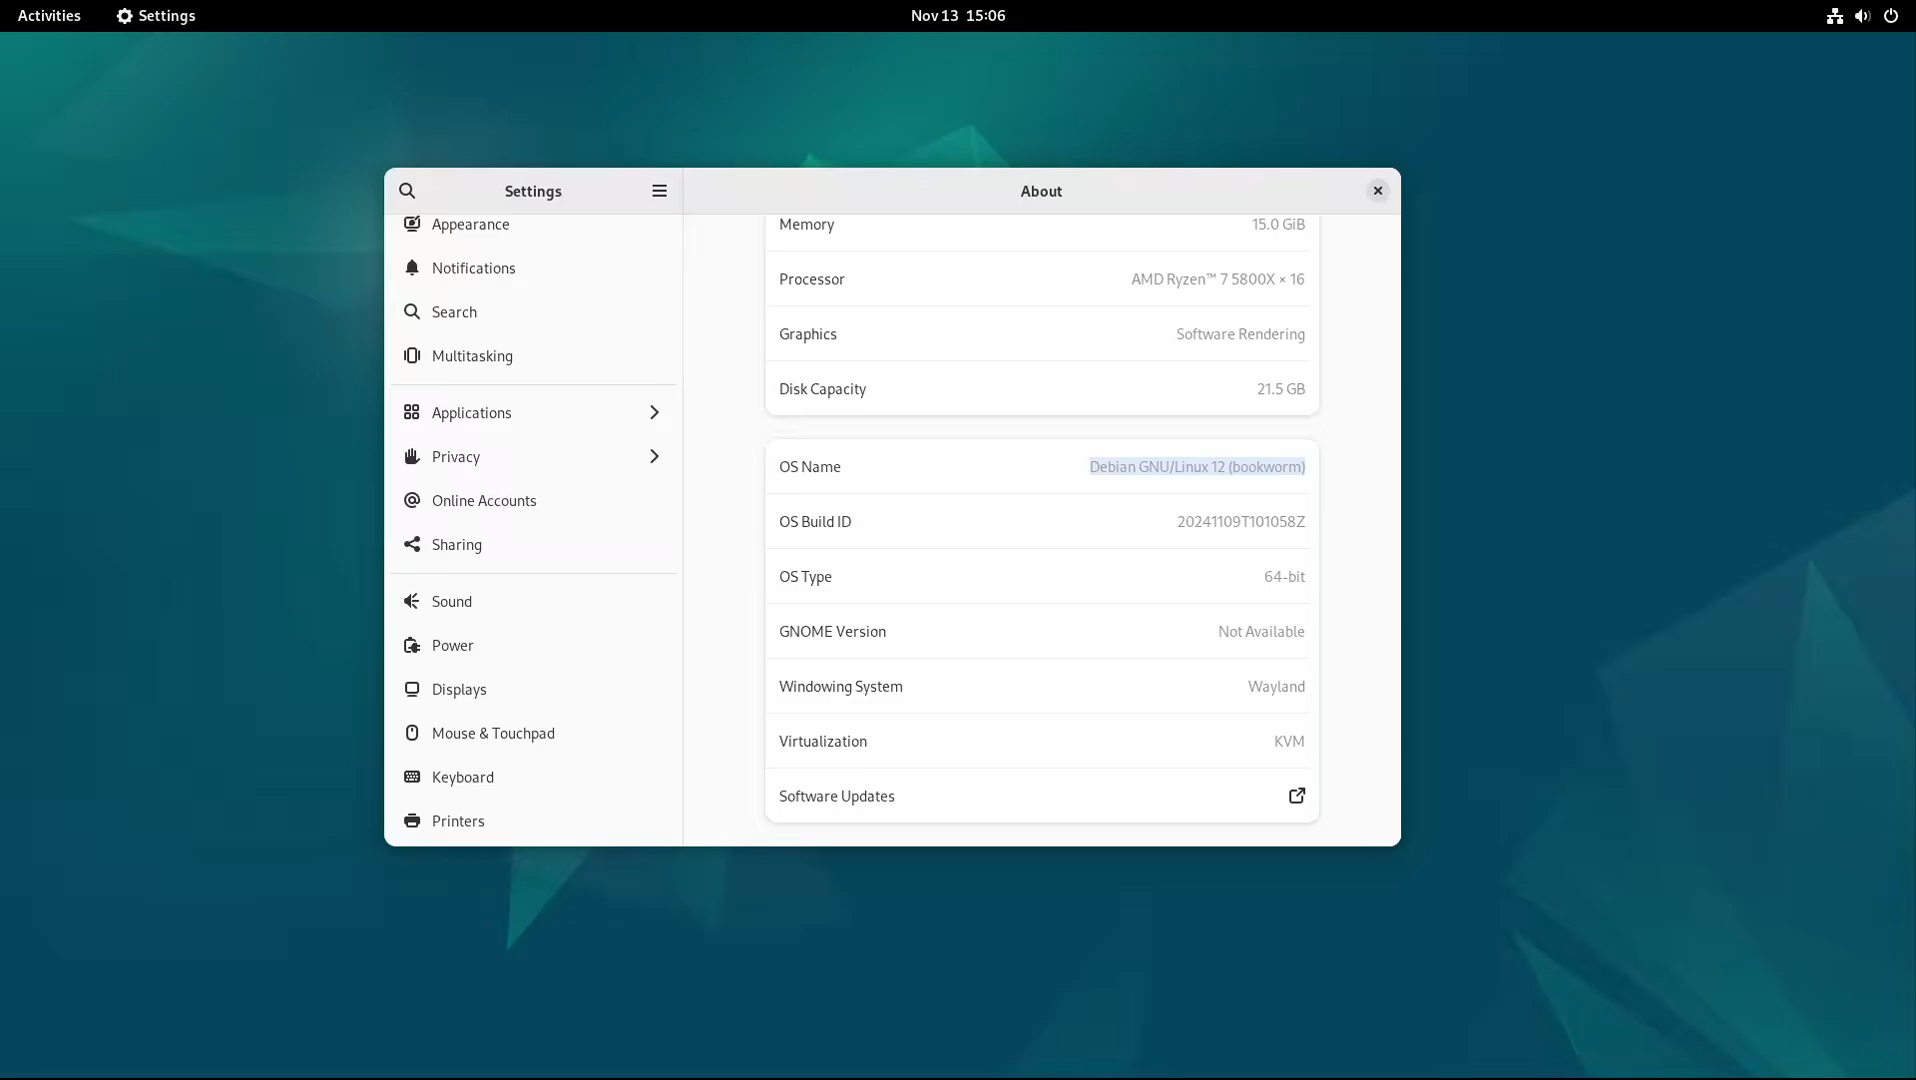 Activities
Settings
Nov 13 15:06
Settings
About
Appearance
Notifications
Search
Multitasking
Applications
Privacy
Online Accounts
Sharing
Sound
Power
Displays
Mouse & Touchpad
Keyboard
Printers
Memory 15.0 GiB
Processor AMD Ryzen™ 7 5800X × 16
Graphics Software Rendering
Disk Capacity 21.5 GB
OS Name Debian GNU/Linux 12 (bookworm)
OS Build ID 20241109T101058Z
OS Type 64-bit
GNOME Version Not Available
Windowing System Wayland
Virtualization KVM
Software Updates